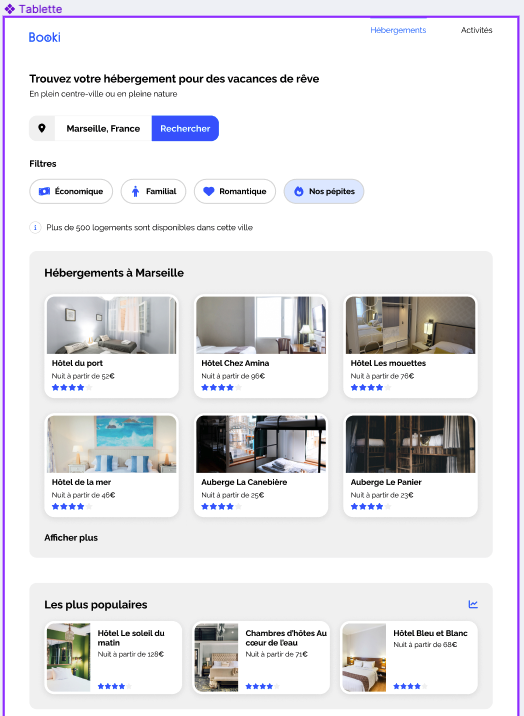 Tablette
Booki
Hébergements
Activités
Trouvez votre hébergement pour des vacances de rêve
En plein centre-ville ou en pleine nature
Marseille, France
Rechercher
Filtres
Économique
Familial
Romantique
Nos pépites
i
Plus de 500 logements sont disponibles dans cette ville
Hébergements à Marseille
Hôtel du port
Nuit à partir de 52€
Hôtel Chez Amina
Nuit à partir de 96€
Hôtel Les mouettes
Nuit à partir de 76€
Hôtel de la mer
Nuit à partir de 46€
Auberge La Canebière
Nuit à partir de 25€
Auberge Le Panier
Nuit à partir de 23€
Afficher plus
Les plus populaires
Hôtel Le soleil du
matin
Nuit à partir de 128€
Chambres d'hôtes Au
cœur de l'eau
Nuit à partir de 71€
Hôtel Bleu et Blanc
Nuit à partir de 68€